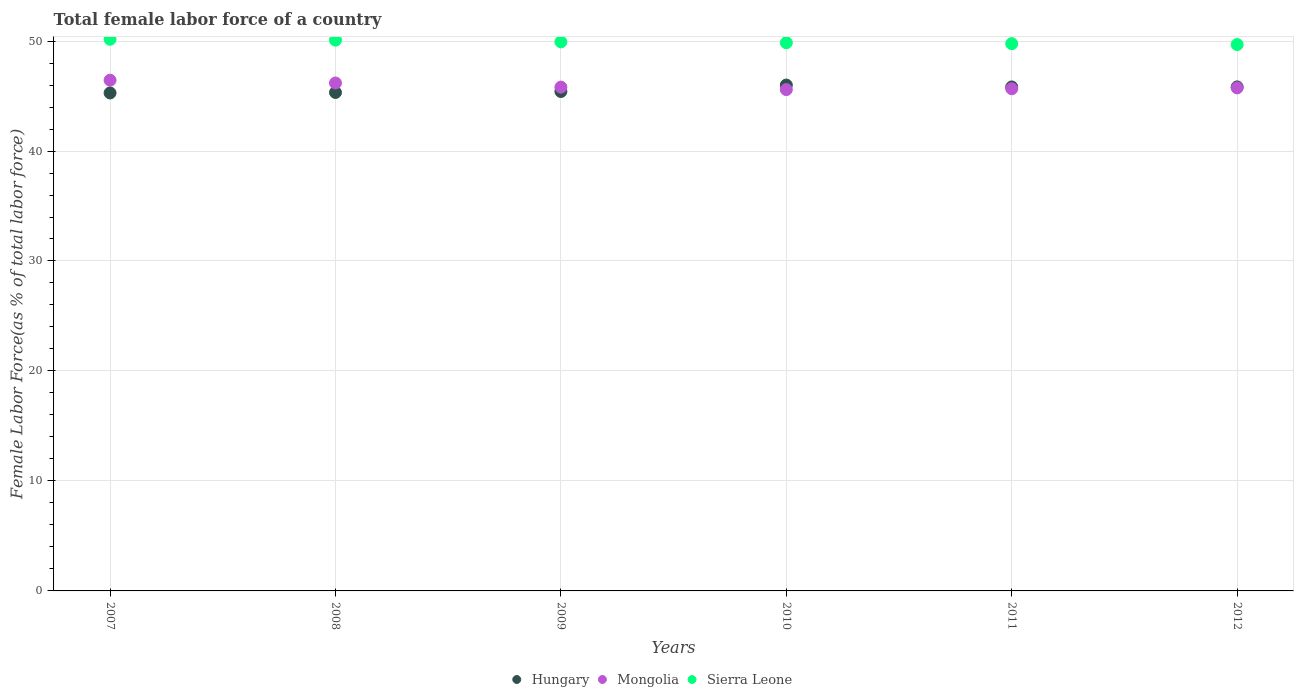 Total female labor force of a country
Female Labor Force(as % of total labor force)
50
40
30
20
10
0
2007
2008
2009
2010
2011
2012
Years
Hungary
Mongolia
Sierra Leone